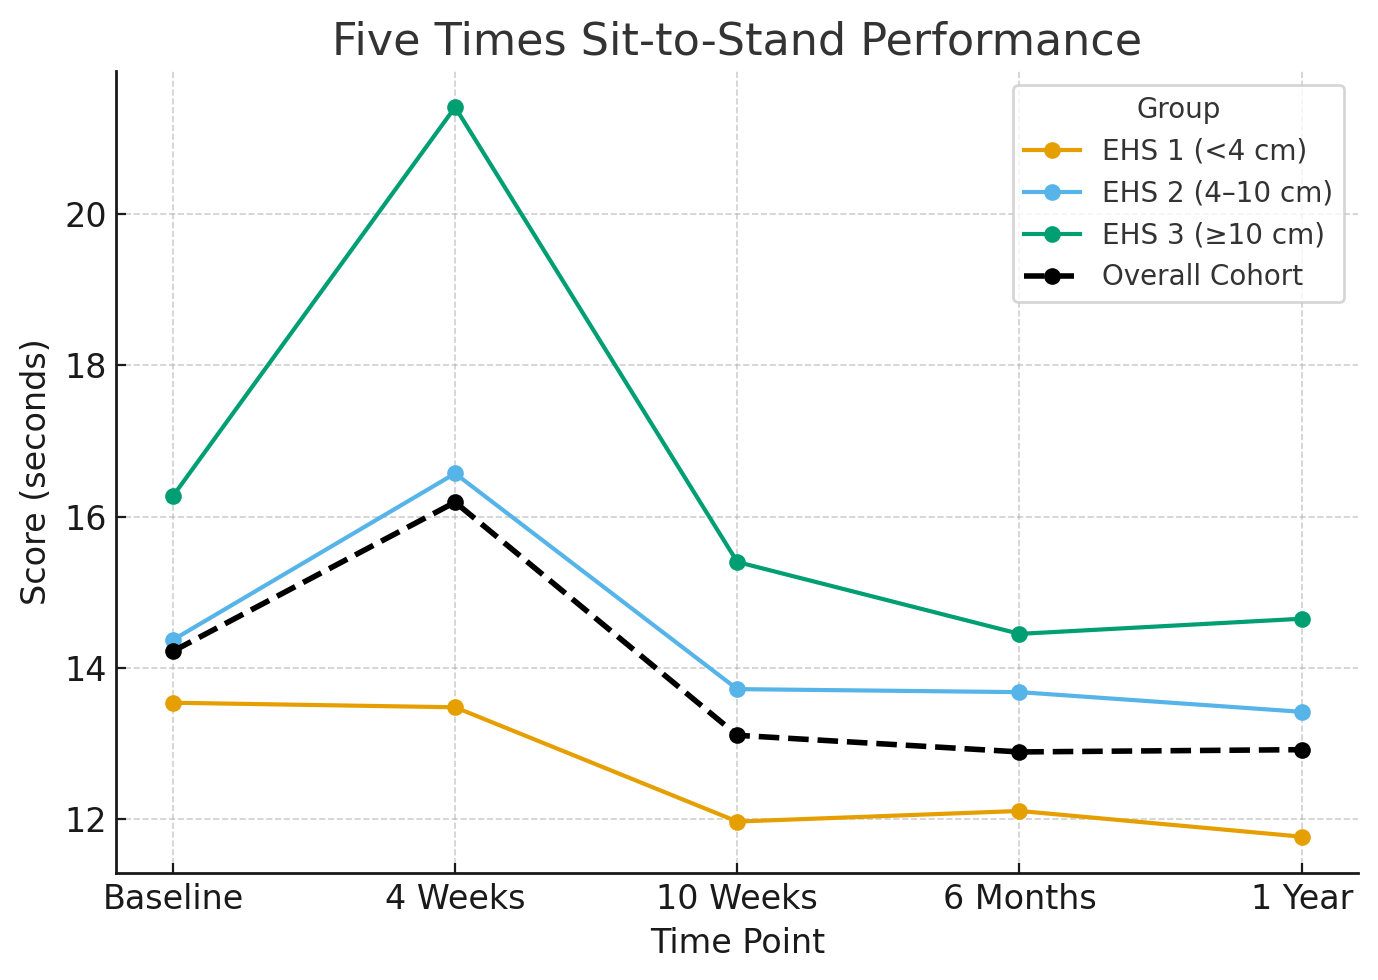 Five Times Sit-to-Stand Performance
Group
EHS 1 (<4 cm)
EHS 2 (4–10 cm)
EHS 3 (≥10 cm)
Overall Cohort
Score (seconds)
20
18
16
14
12
Baseline
4 Weeks
10 Weeks
6 Months
1 Year
Time Point